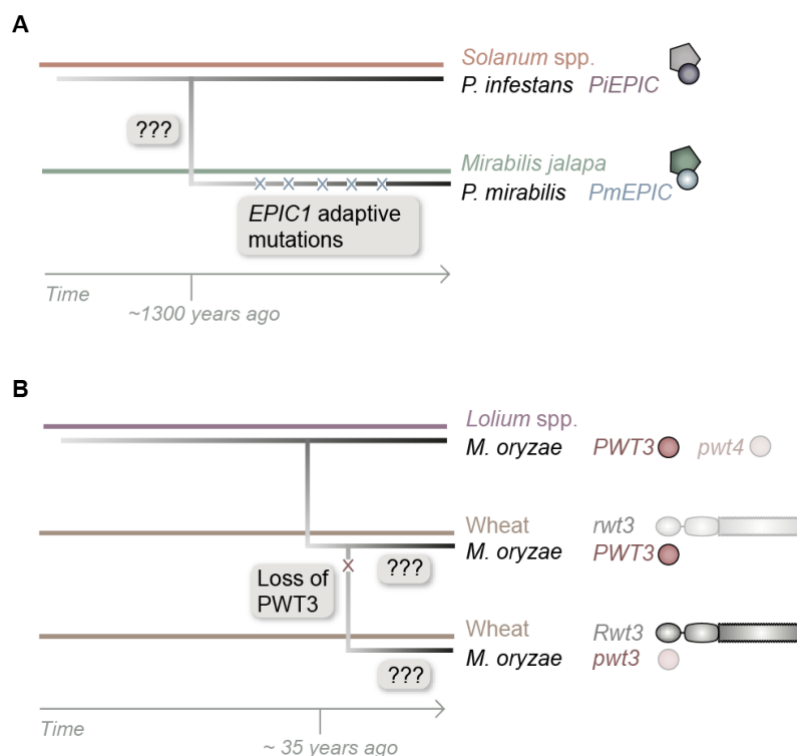 A
Solanum spp.
P. infestans PiEPIC
???
Mirabilis jalapa
P. mirabilis PmEPIC
EPIC1 adaptive
mutations
Time
~1300 years ago
B
Lolium spp.
M. oryzae PWT3 pwt4
Wheat rwt3
M. oryzae PWT3
???
Loss of
PWT3
Wheat Rwt3
M. oryzae pwt3
???
Time
~ 35 years ago